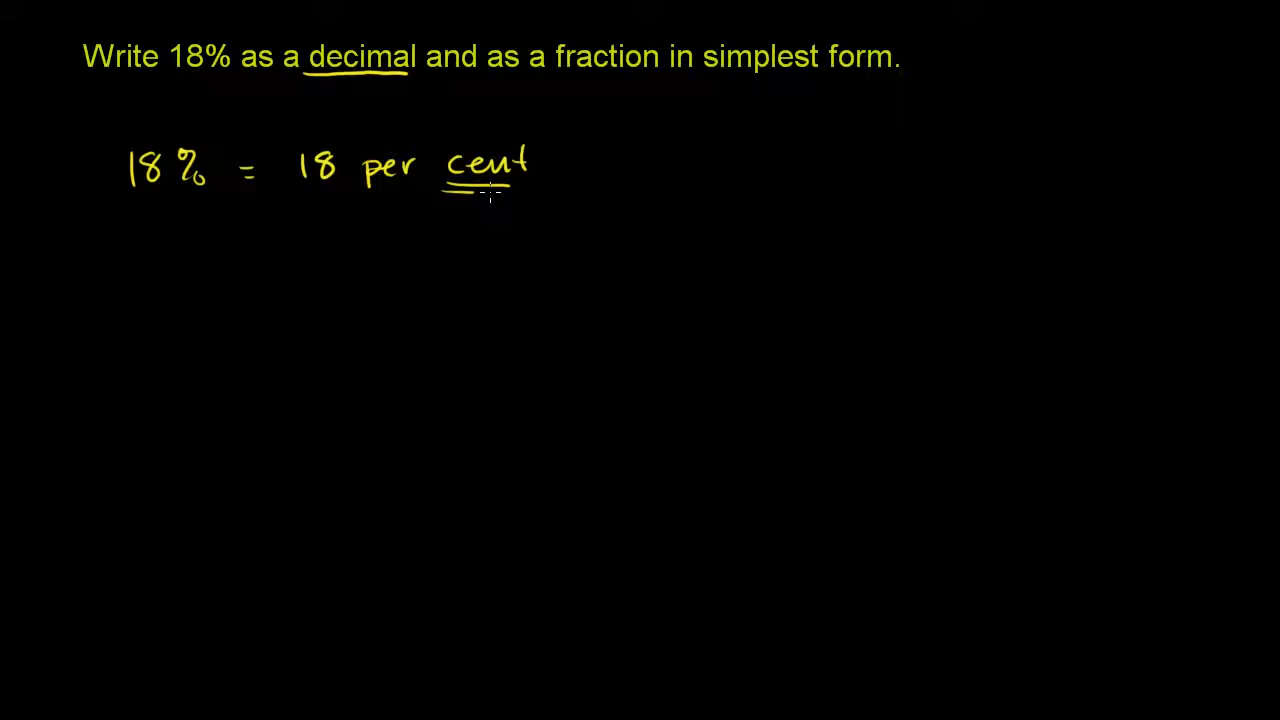 Write 18% as a decimal and as a fraction in simplest form.
18% = 18 per cent